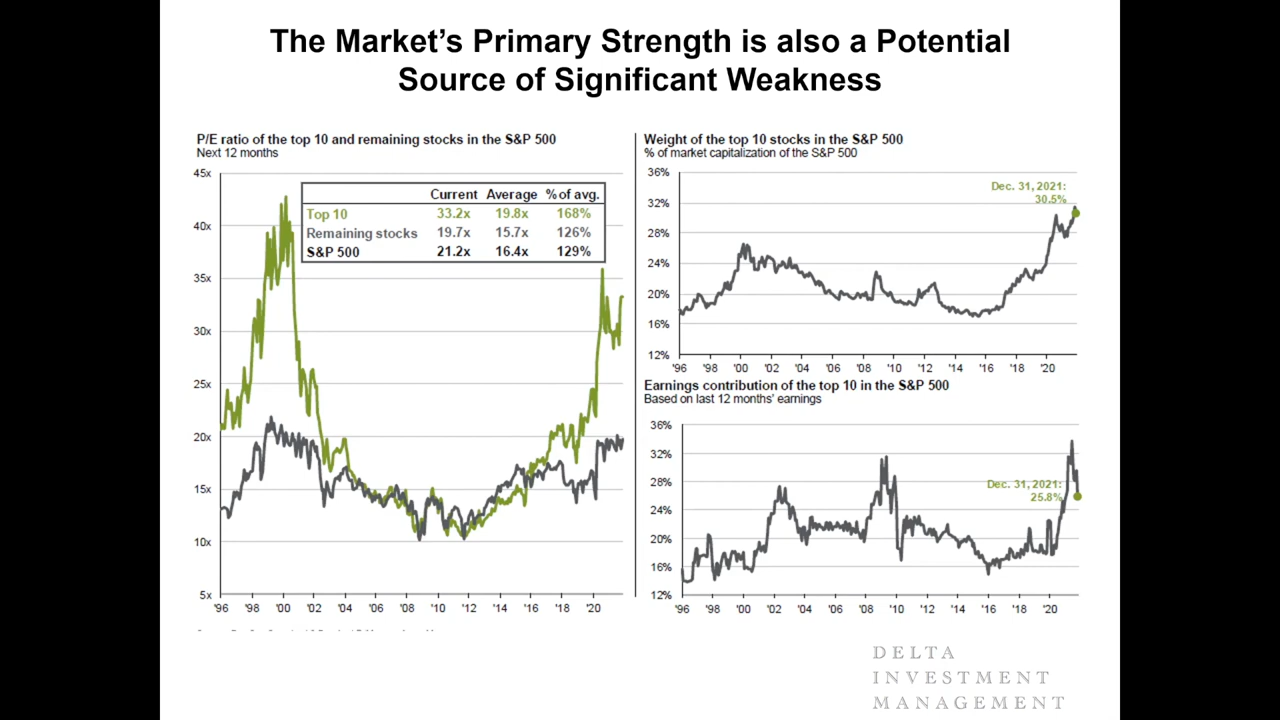 The Market's Primary Strength is also a Potential
Source of Significant Weakness
P/E ratio of the top 10 and remaining stocks in the S&P 500
Next 12 months
45x
40x
35x
30x
25x
20x
15x
10x
5x
Current Average % of avg.
Top 10 33.2x 19.8x 168%
Remaining stocks 19.7x 15.7x 126%
S&P 500 21.2x 16.4x 129%
'96 '98 '00 '02 '04 '06 '08 '10 '12 '14 '16 '18 '20
Weight of the top 10 stocks in the S&P 500
% of market capitalization of the S&P 500
36%
32%
28%
24%
20%
16%
12%
Dec. 31, 2021:
30.5%
'96 '98 '00 '02 '04 '06 '08 '10 '12 '14 '16 '18 '20
Earnings contribution of the top 10 in the S&P 500
Based on last 12 months' earnings
36%
32%
28%
24%
20%
16%
12%
Dec. 31, 2021:
25.8%
'96 '98 '00 '02 '04 '06 '08 '10 '12 '14 '16 '18 '20
DELTA
INVESTMENT
MANAGEMENT